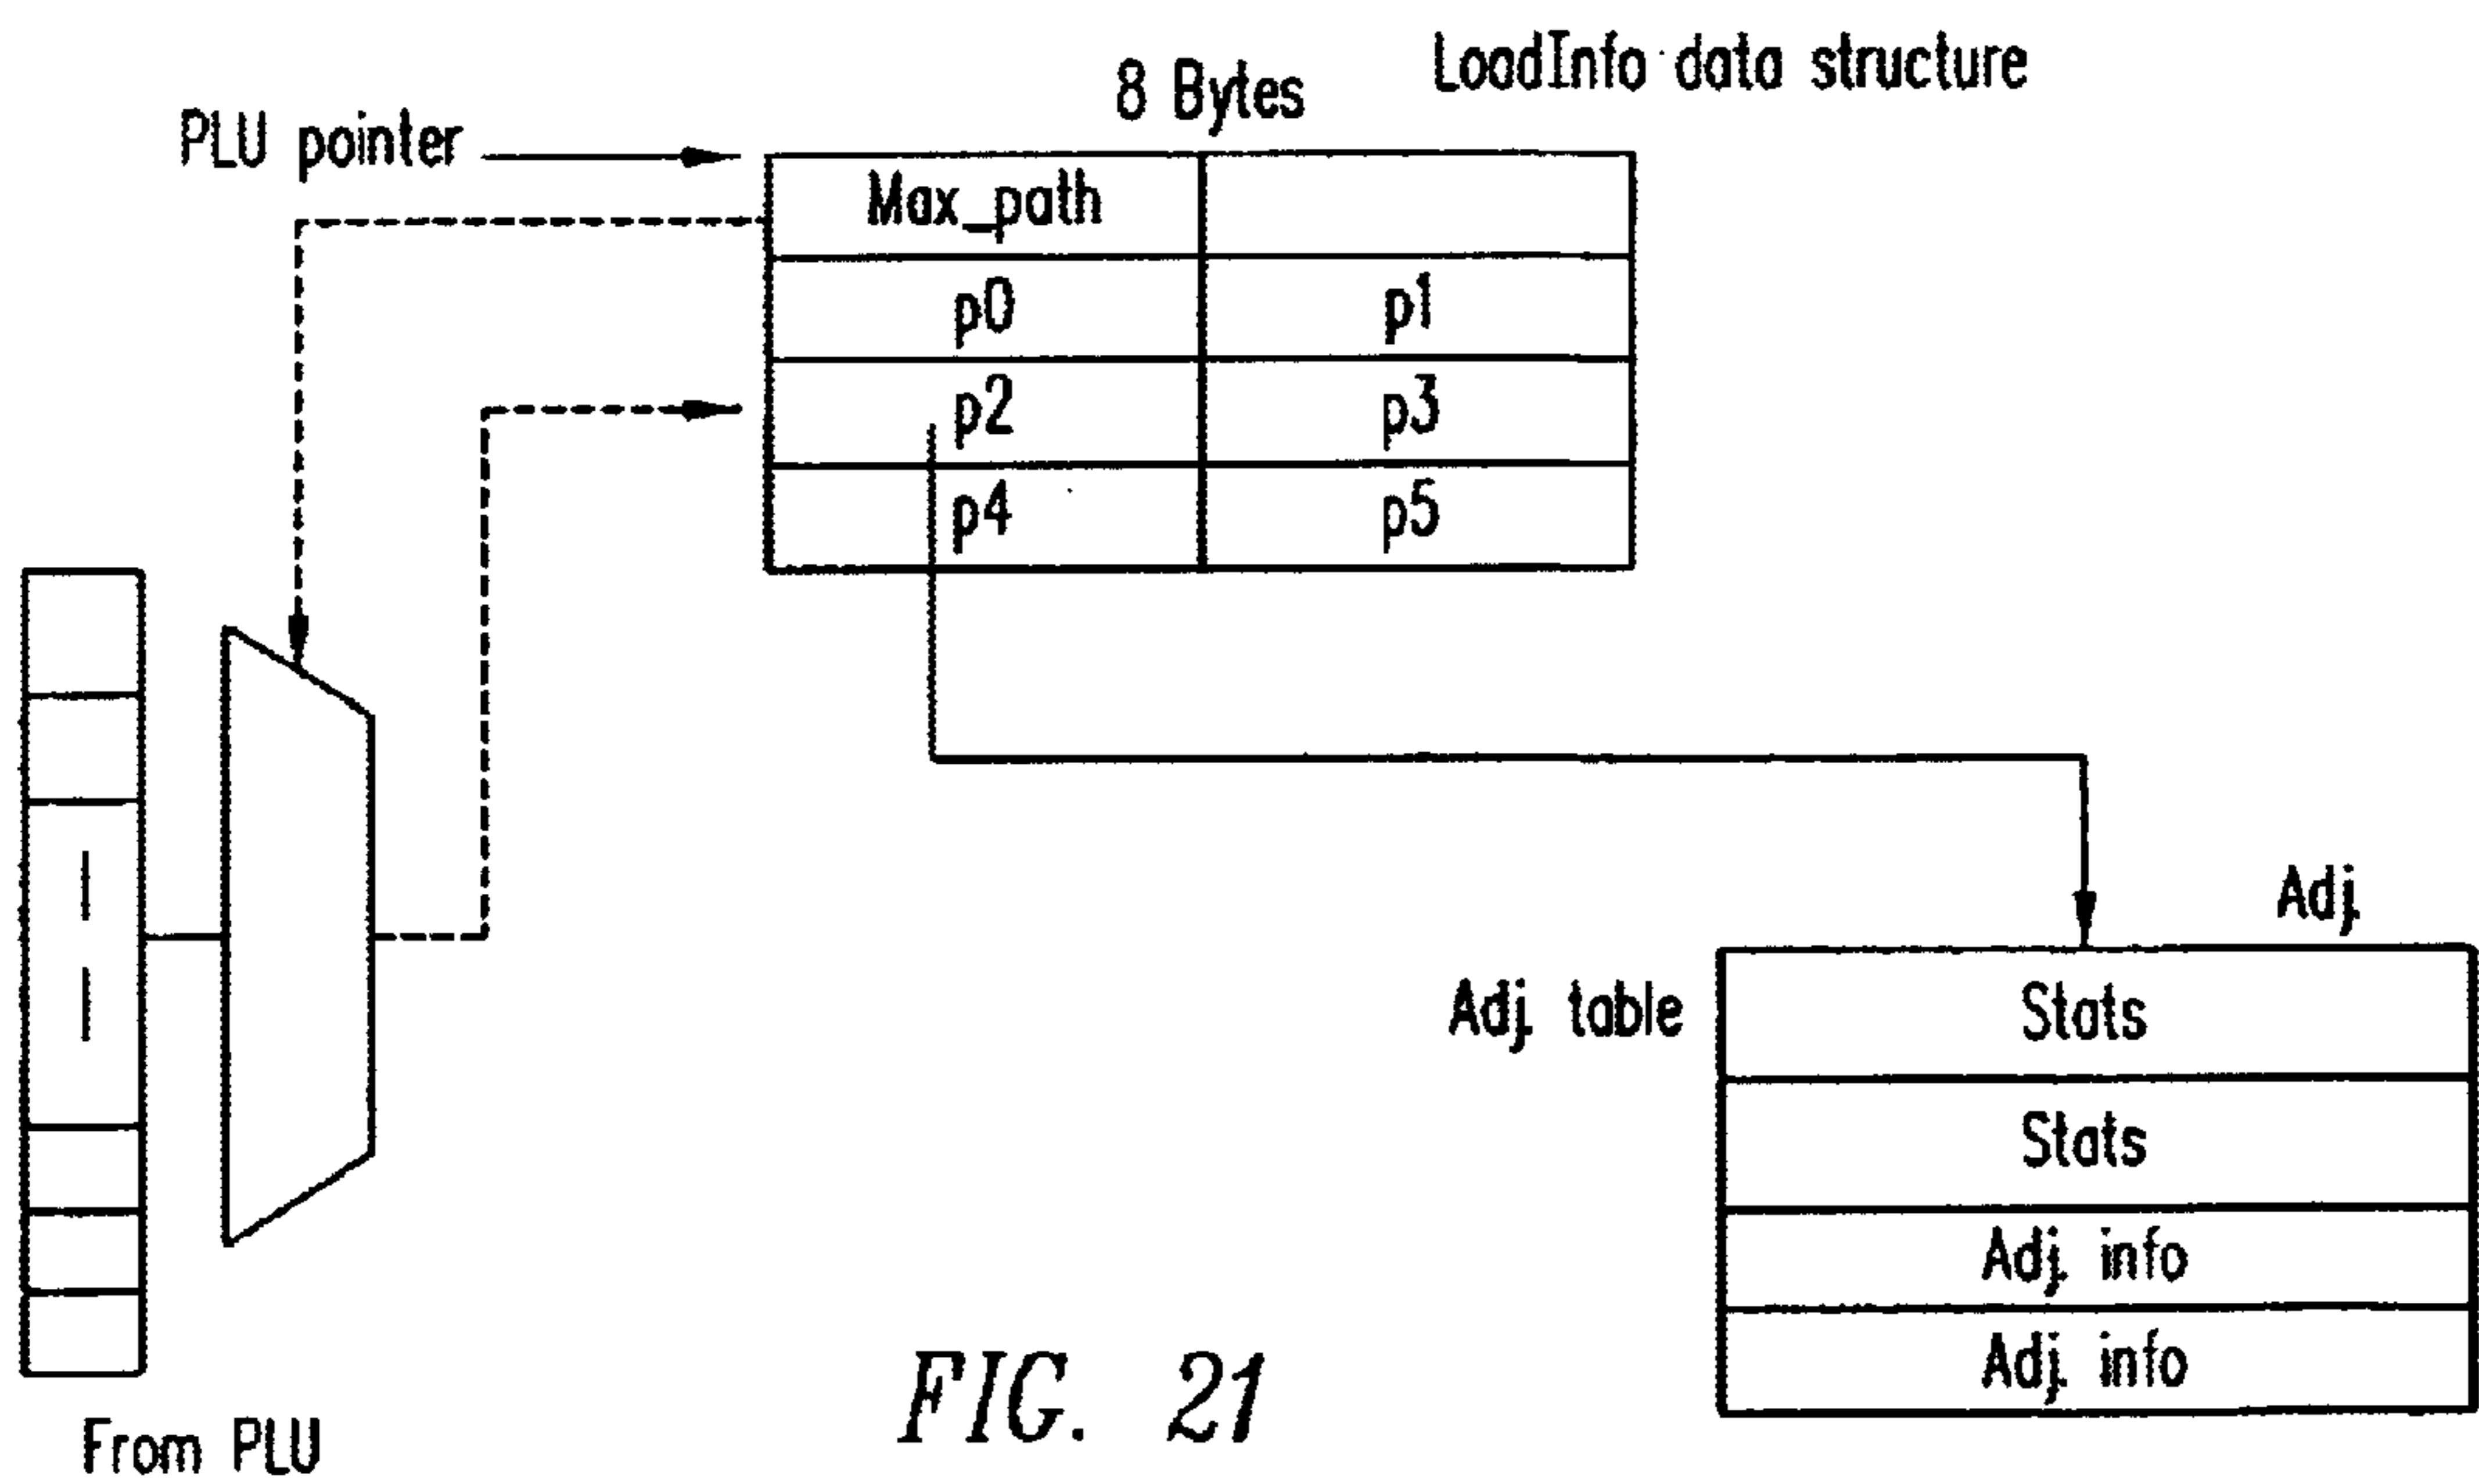 LoadInfo data structure
8 Bytes
PLU pointer
Max_path
p0 p1
p2 p3
p4 p5
Adj.
Adj. table
Stats
Stats
Adj. info
Adj. info
From PLU
FIG. 21